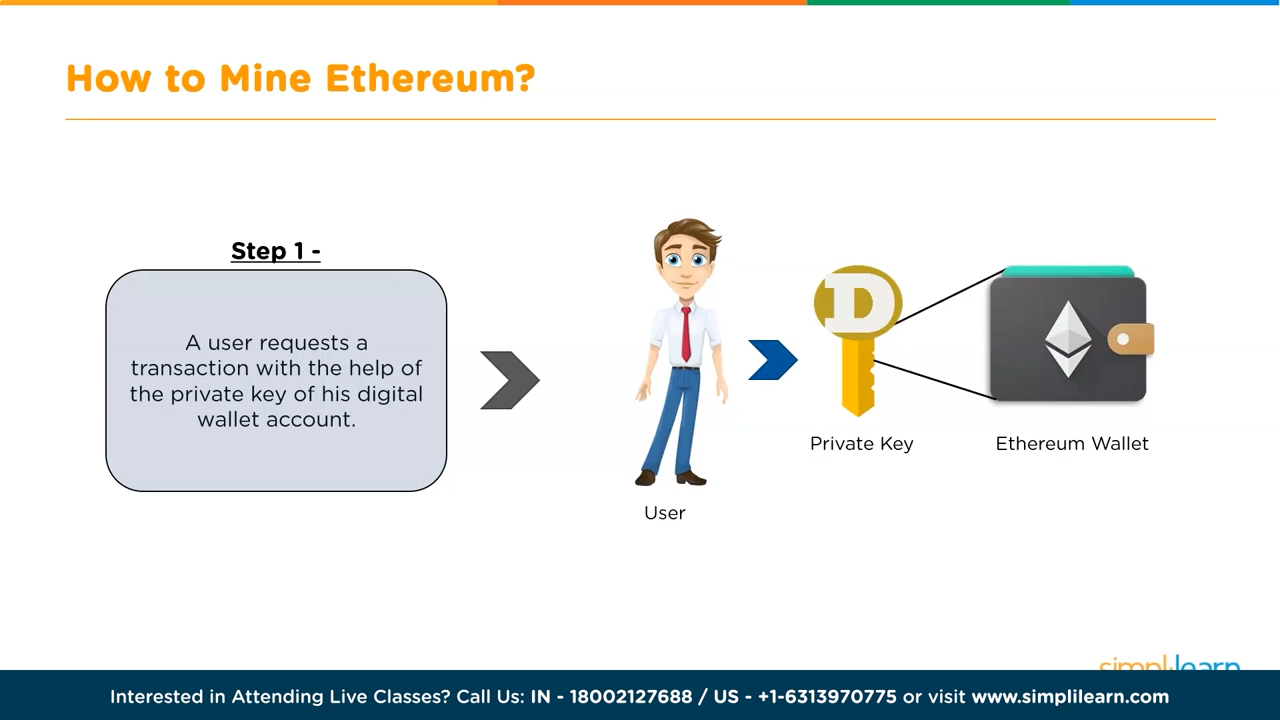 How to Mine Ethereum?
Step 1 -
A user requests a
transaction with the help of
the private key of his digital
wallet account.
D
Private Key
Ethereum Wallet
User
simplilearn
Interested in Attending Live Classes? Call Us: IN - 18002127688 / US - +1-6313970775 or visit www.simplilearn.com